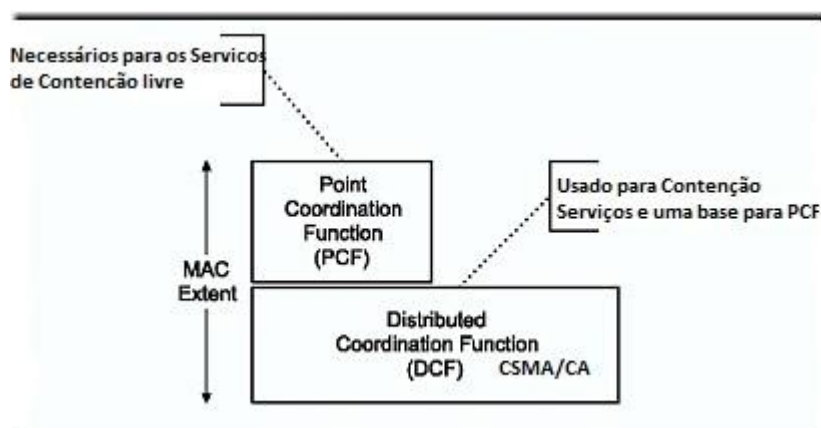 Necessários para os Servicos
de Contencão livre
Point
Coordination
Function
(PCF)
Usado para Contenção
Serviços e uma base para PCF
MAC
Extent
Distributed
Coordination Function
(DCF) CSMA/CA